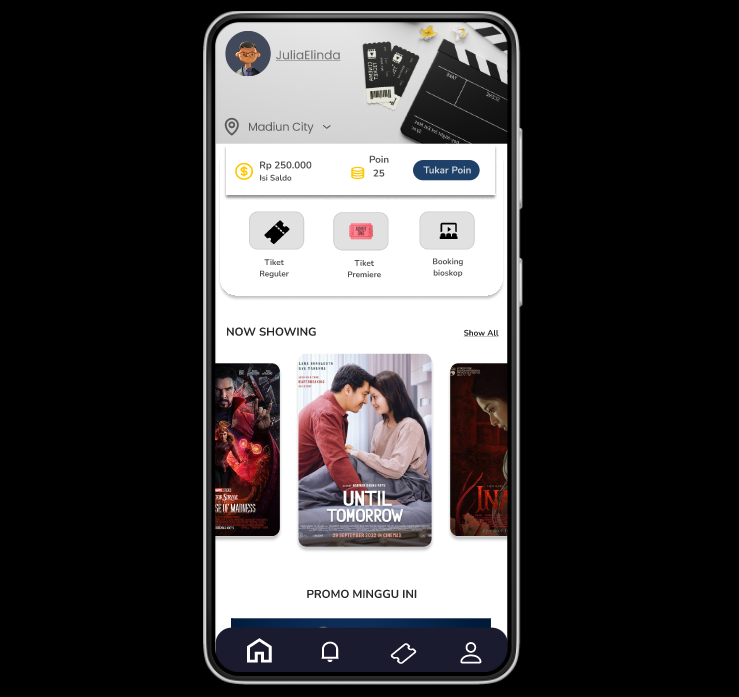 JuliaElinda
Madiun City
Rp 250.000
Isi Saldo
Poin
25
Tukar Poin
Tiket
Reguler
Tiket
Premiere
Booking
bioskop
NOW SHOWING
Show All
UNTIL
TOMORROW
SE OF MADNESS
PROMO MINGGU INI